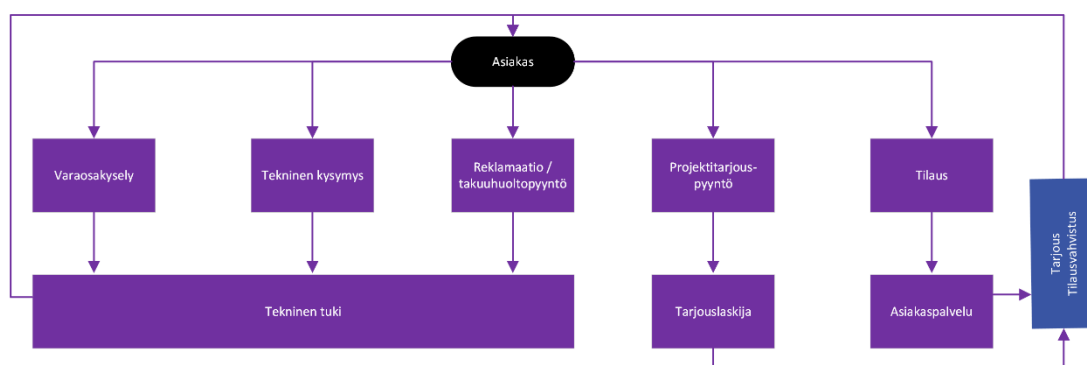 Asiakas
Varaosakysely
Tekninen kysymys
Reklamaatio /
takuuhuoltopyyntö
Projektitarjous-
pyyntö
Tilaus
Tarjous
Tilausvahvistus
Tekninen tuki
Tarjouslaskija
Asiakaspalvelu